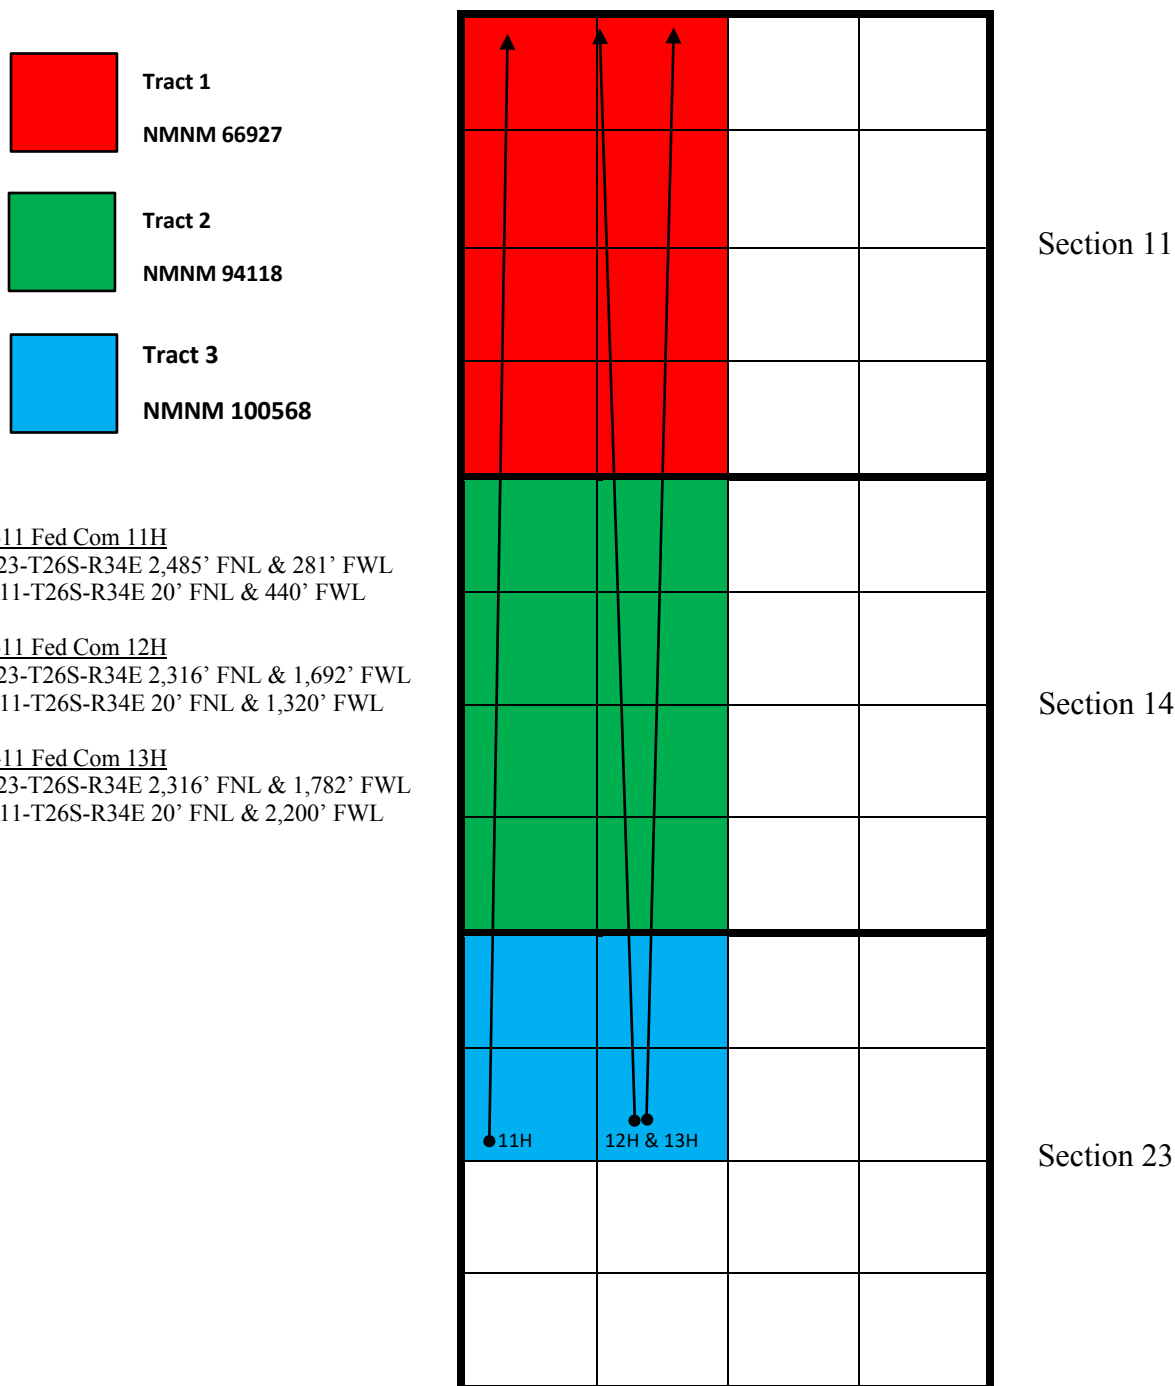 Tract 1
NMNM 66927
Tract 2
NMNM 94118
Tract 3
NMNM 100568
-11 Fed Com 11H
23-T26S-R34E 2,485’ FNL & 281’ FWL
11-T26S-R34E 20’ FNL & 440’ FWL
-11 Fed Com 12H
23-T26S-R34E 2,316’ FNL & 1,692’ FWL
11-T26S-R34E 20’ FNL & 1,320’ FWL
-11 Fed Com 13H
23-T26S-R34E 2,316’ FNL & 1,782’ FWL
11-T26S-R34E 20’ FNL & 2,200’ FWL
11H
12H & 13H
Section 11
Section 14
Section 23